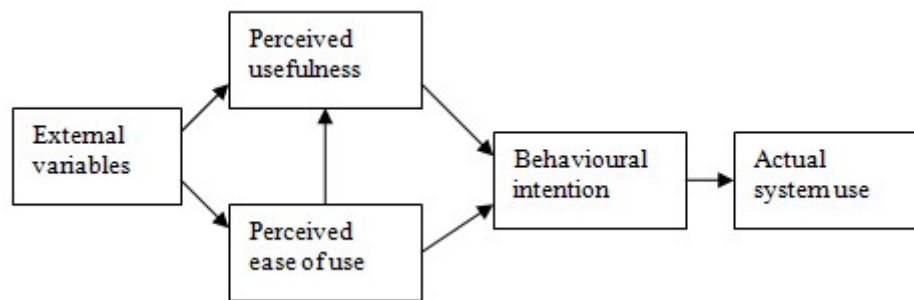 Perceived
usefulness
External
variables
Perceived
ease of use
Behavioural
intention
Actual
system use